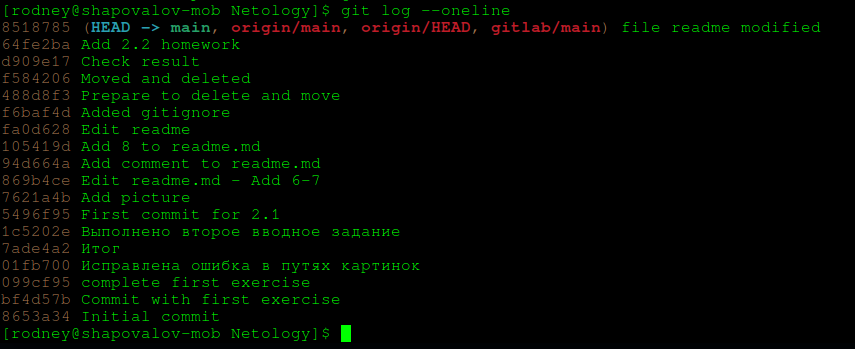 [rodney@shapovalov-mob Netology]$ git log --oneline
8518785 (HEAD -> main, origin/main, origin/HEAD, gitlab/main) file readme modified
64fe2ba Add 2.2 homework
d909e17 Check result
f584206 Moved and deleted
488d8f3 Prepare to delete and move
f6baf4d Added gitignore
fa0d628 Edit readme
105419d Add 8 to readme.md
94d664a Add comment to readme.md
869b4ce Edit readme.md - Add 6-7
7621a4b Add picture
5496f95 First commit for 2.1
1c5202e Выполнено второе вводное задание
7ade4a2 Итог
01fb700 Исправлена ошибка в путях картинок
099cf95 complete first exercise
bf4d57b Commit with first exercise
8653a34 Initial commit
[rodney@shapovalov-mob Netology]$